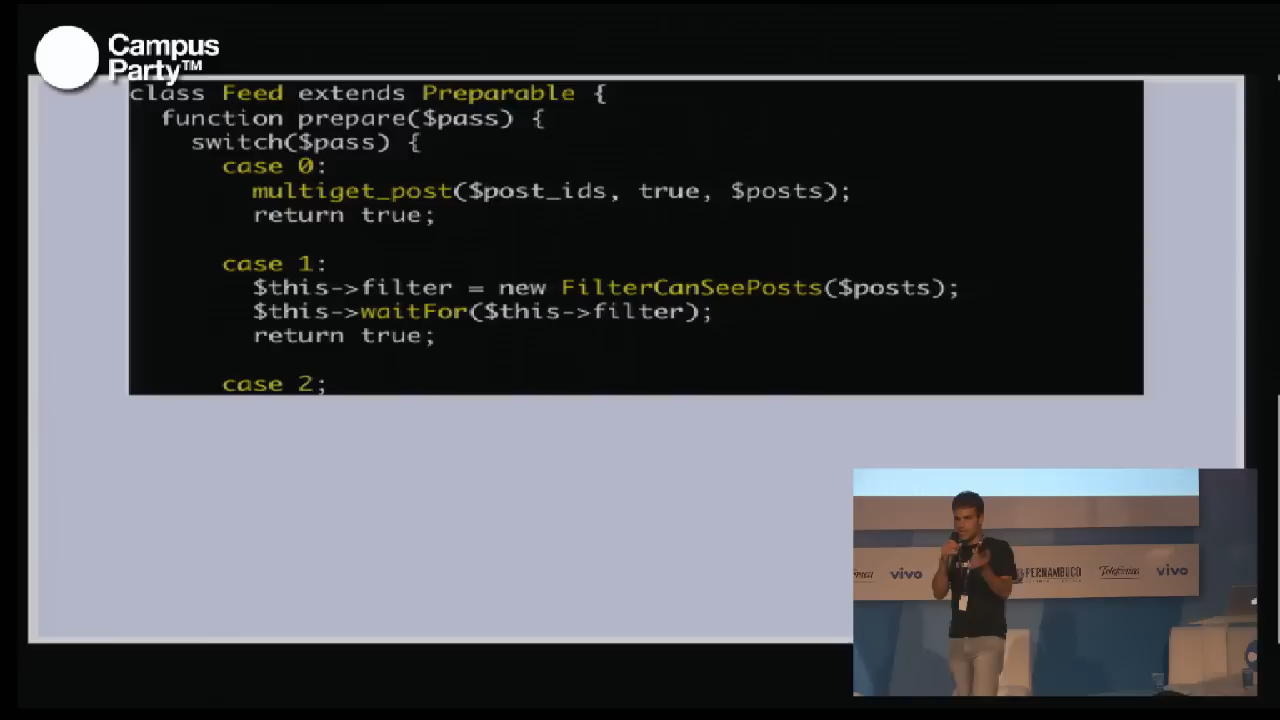 Campus
Party™
class Feed extends Preparable {
function prepare($pass) {
switch($pass) {
case 0:
multiget_post($post_ids, true, $posts);
return true;
case 1:
$this->filter = new FilterCanSeePosts($posts);
$this->waitFor($this->filter);
return true;
case 2;
vivo PERNAMBUCO Telefónica vivo